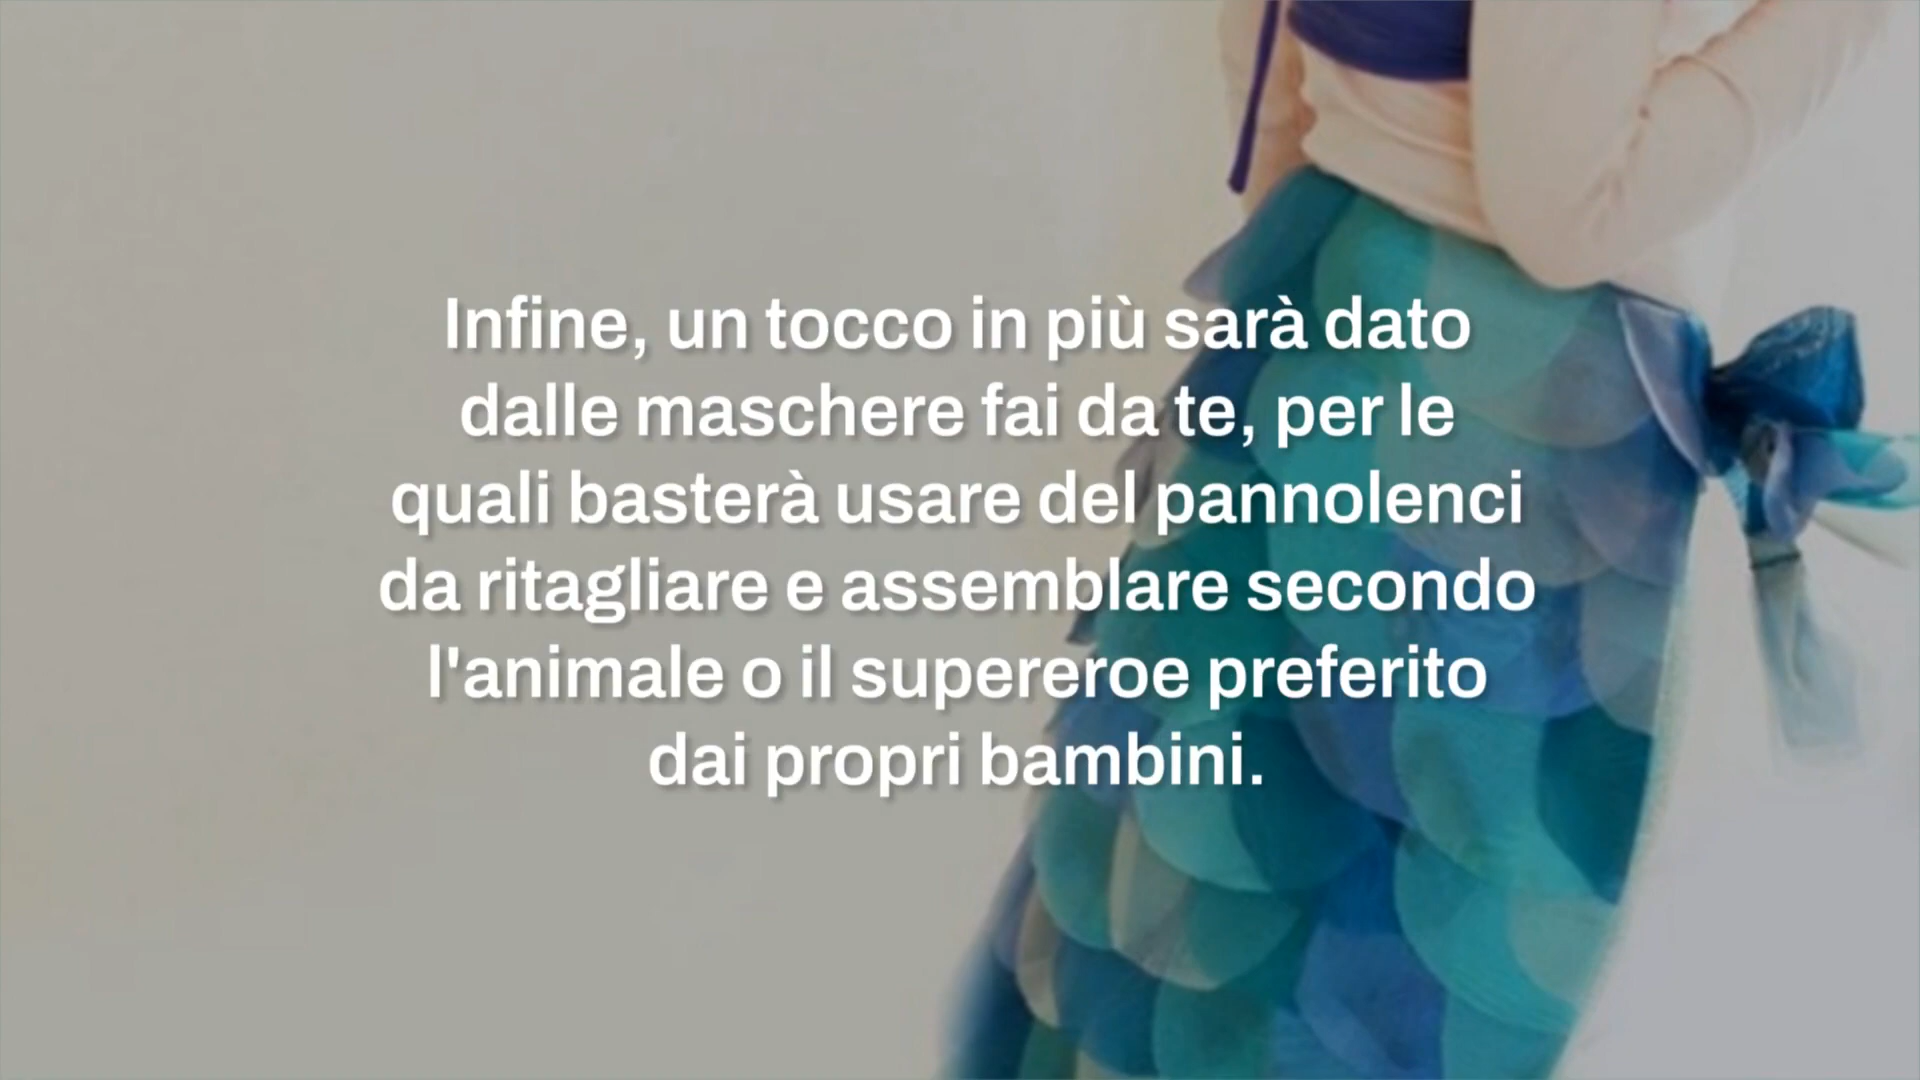 Infine, un tocco in più sarà dato
dalle maschere fai da te, per le
quali basterà usare del pannolenci
da ritagliare e assemblare secondo
l'animale o il supereroe preferito
dai propri bambini.